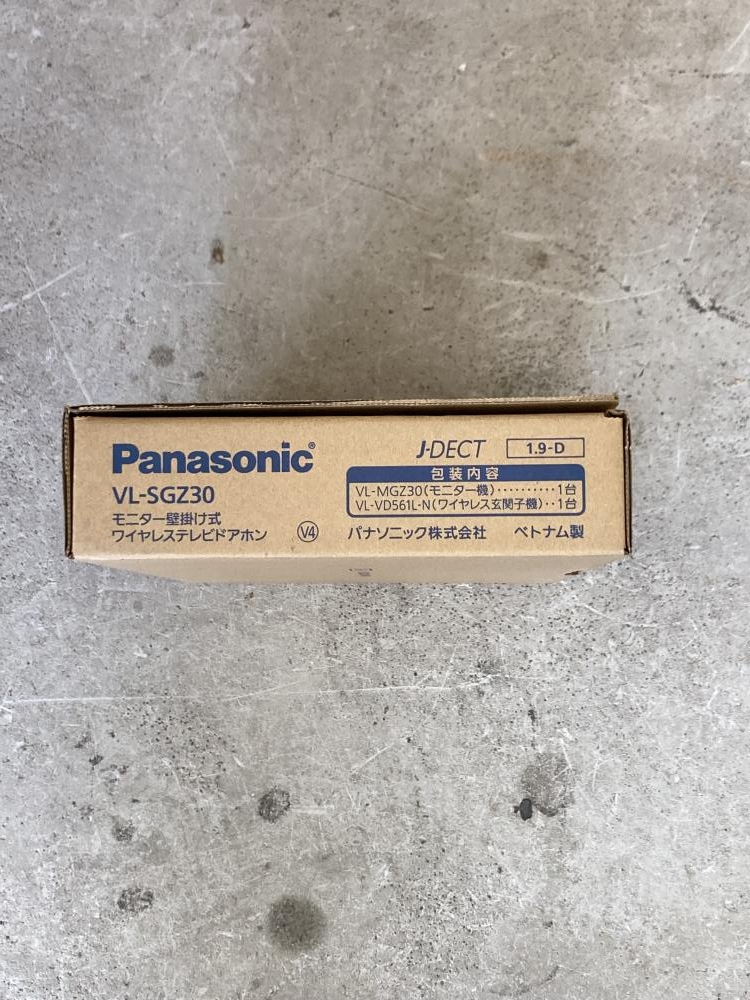 Panasonic®
VL-SGZ30
モニター壁掛け式
ワイヤレステレビドアホン V4
J-DECT 1.9-D
包装内容
VL-MGZ30(モニター機)··········1台
VL-VD561L-N(ワイヤレス玄関子機)··1台
パナソニック株式会社 ベトナム製